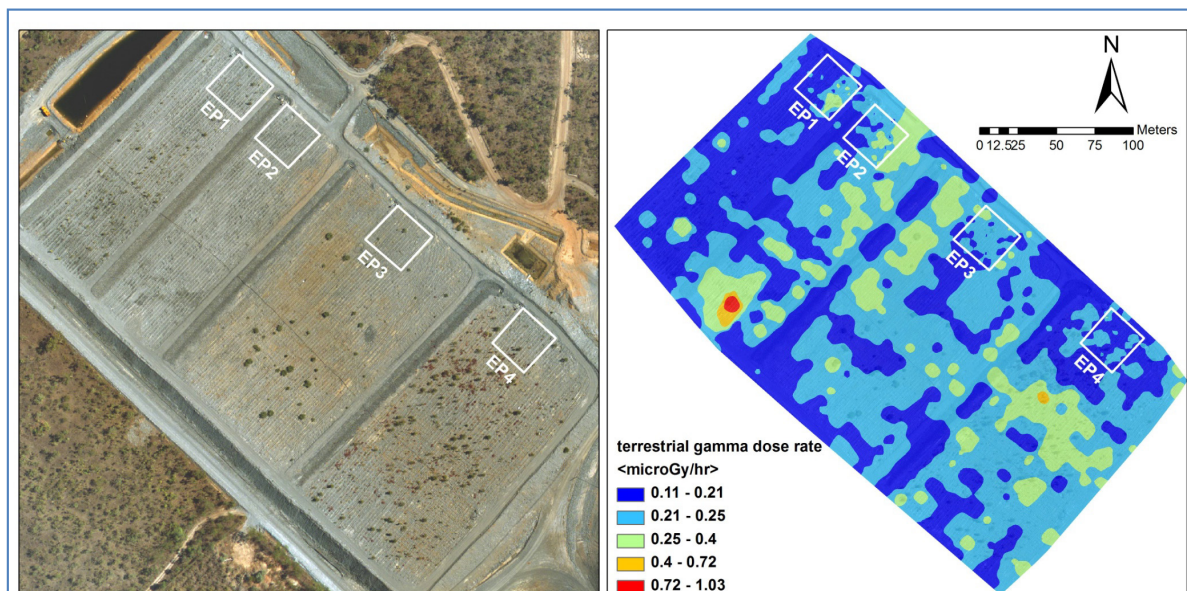 EP1
EP2
EP3
EP4
N
Meters
0 12.525 50 75 100
EP1
EP2
EP3
EP4
terrestrial gamma dose rate
<microGy/hr>
0.11 - 0.21
0.21 - 0.25
0.25 - 0.4
0.4 - 0.72
0.72 - 1.03